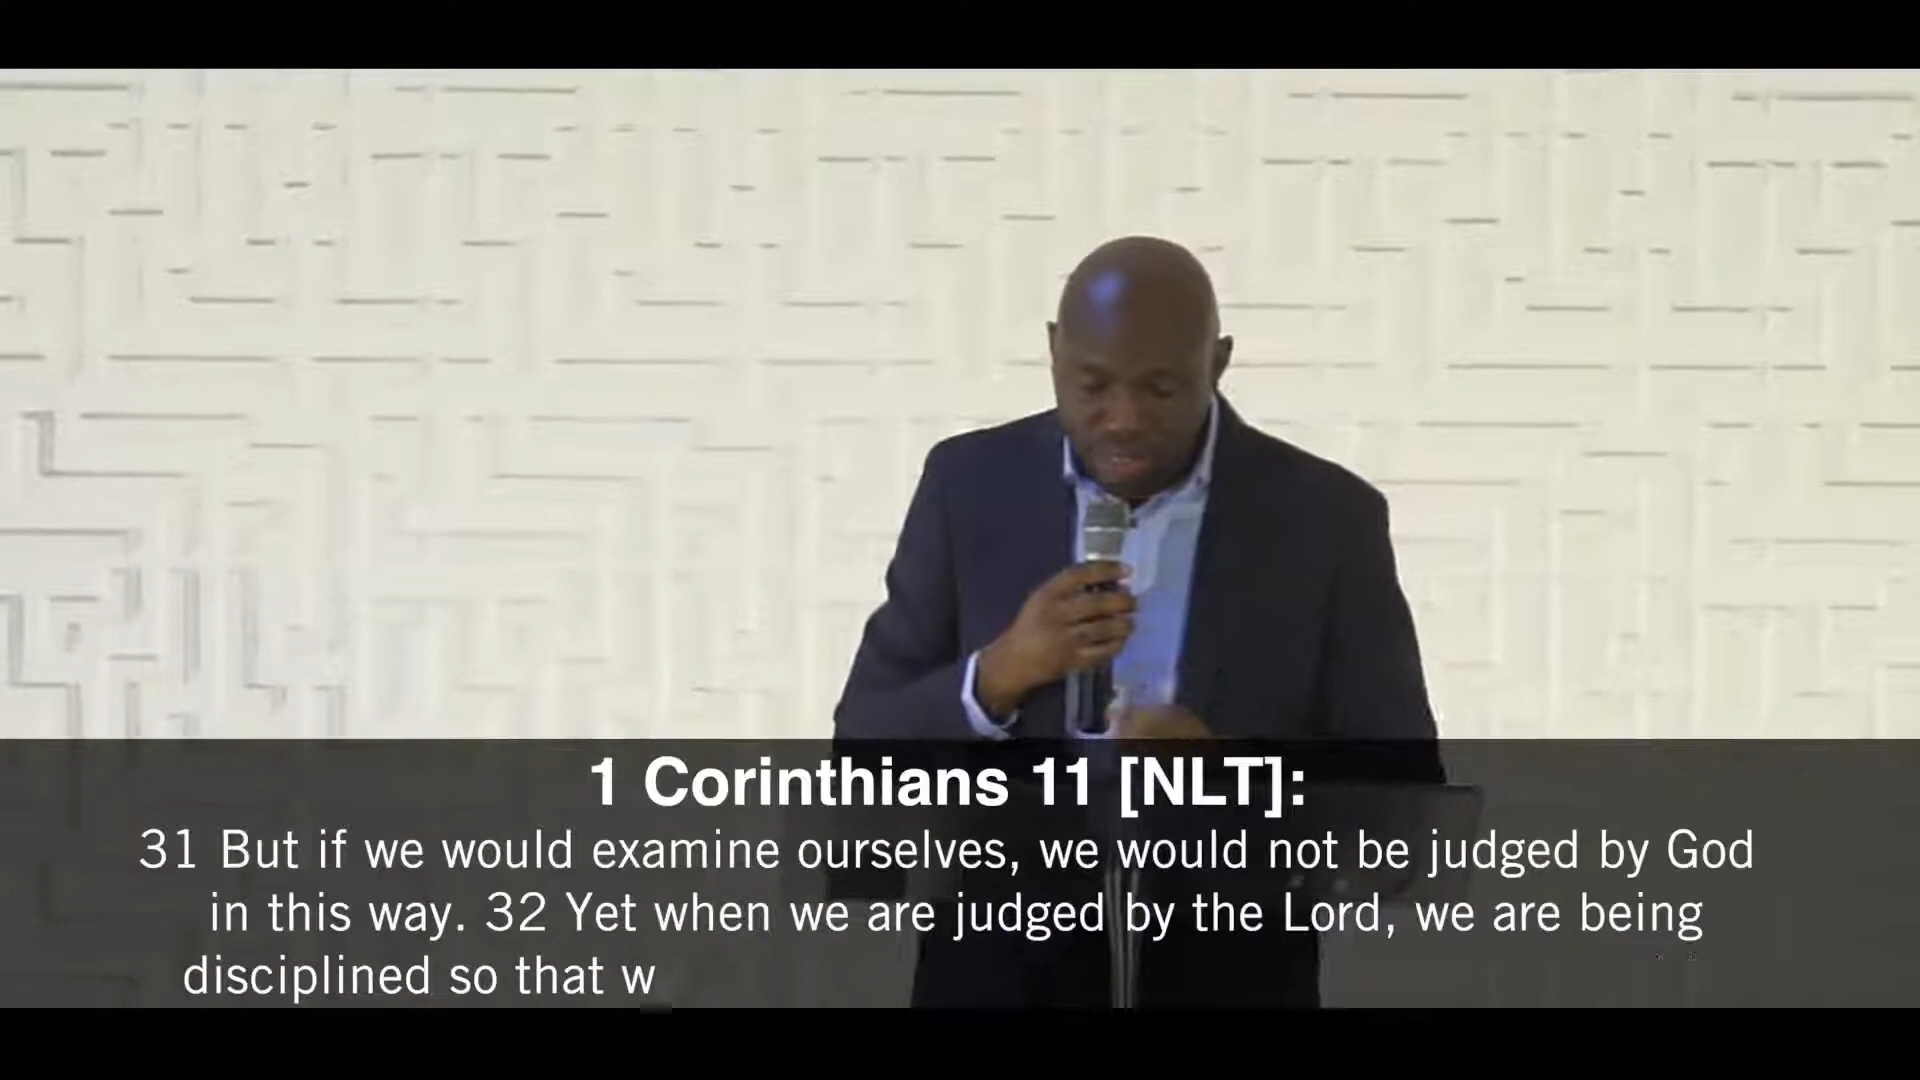 1 Corinthians 11 [NLT]:
31 But if we would examine ourselves, we would not be judged by God
in this way. 32 Yet when we are judged by the Lord, we are being
disciplined so that w